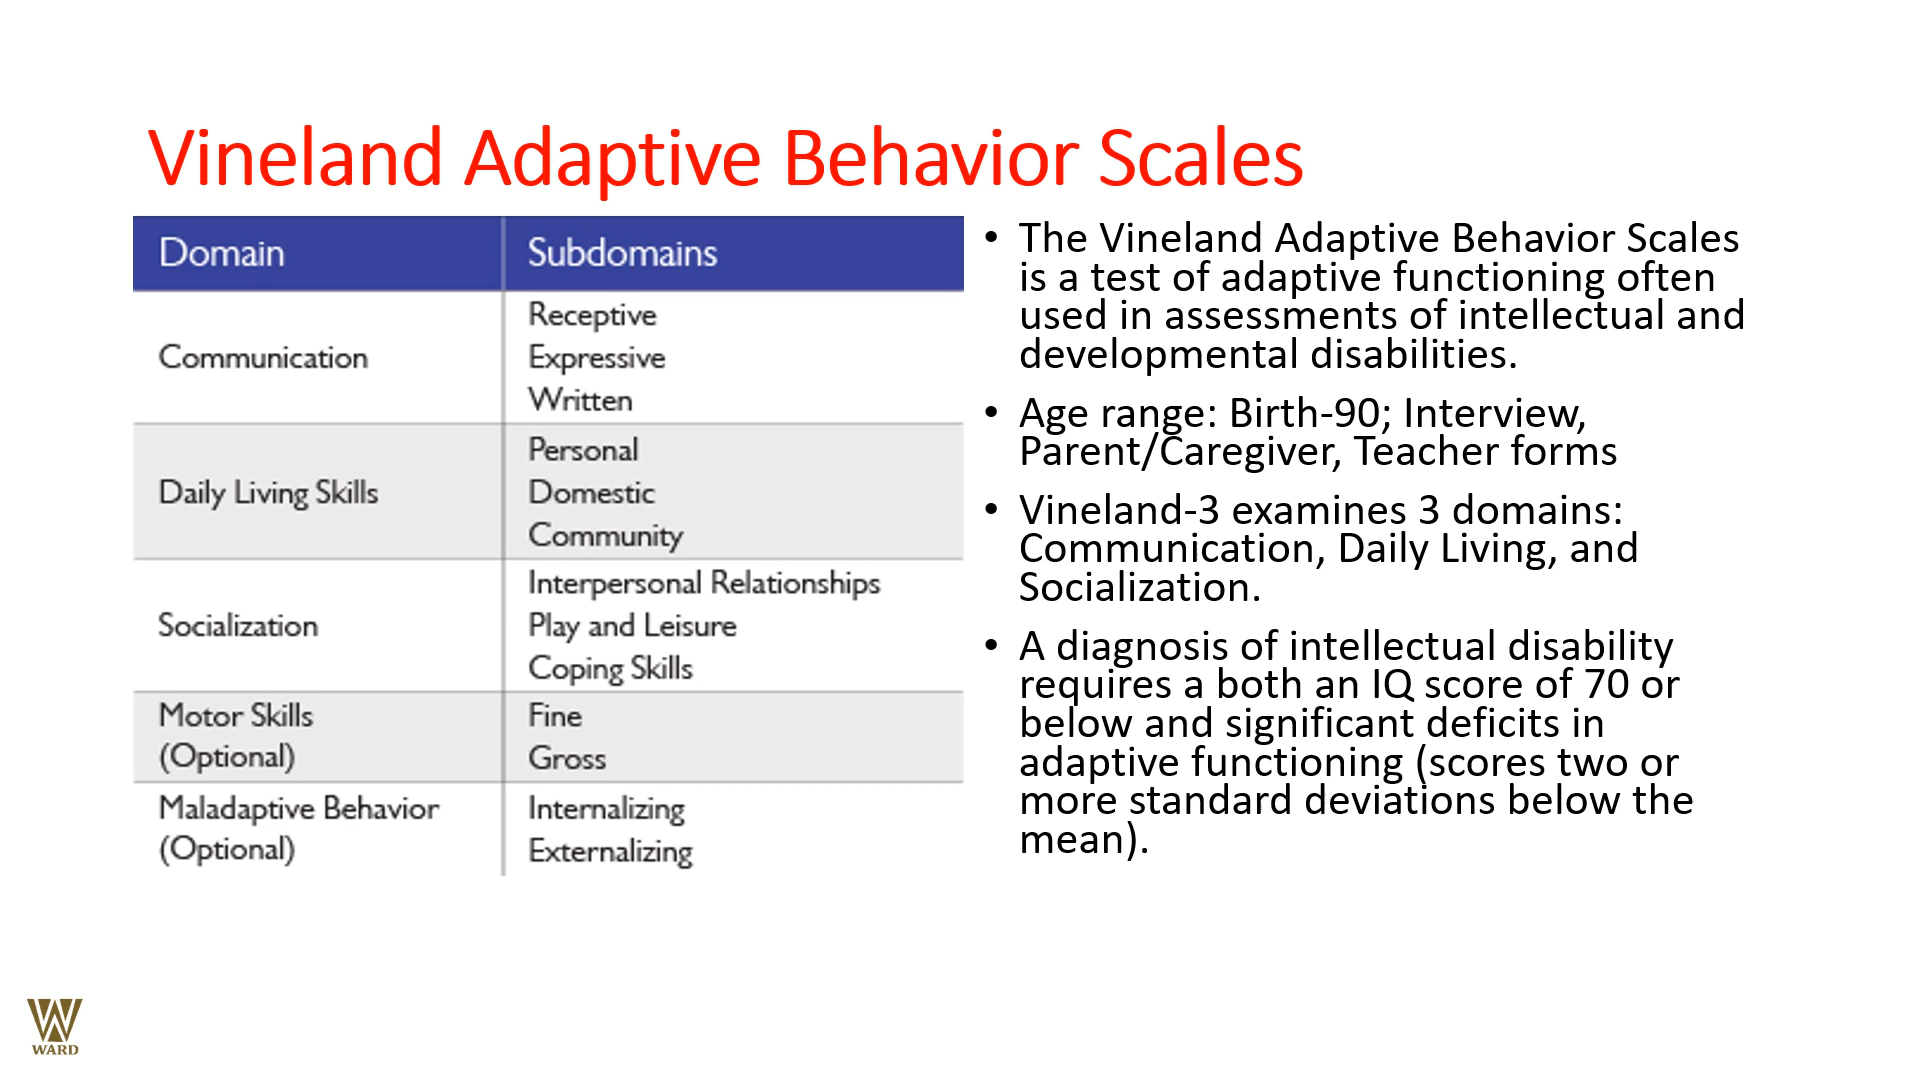 Vineland Adaptive Behavior Scales
Domain Subdomains
Communication
Receptive
Expressive
Written
Daily Living Skills
Personal
Domestic
Community
Socialization
Interpersonal Relationships
Play and Leisure
Coping Skills
Motor Skills
(Optional)
Fine
Gross
Maladaptive Behavior
(Optional)
Internalizing
Externalizing
• The Vineland Adaptive Behavior Scales
is a test of adaptive functioning often
used in assessments of intellectual and
developmental disabilities.
• Age range: Birth-90; Interview,
Parent/Caregiver, Teacher forms
• Vineland-3 examines 3 domains:
Communication, Daily Living, and
Socialization.
• A diagnosis of intellectual disability
requires a both an IQ score of 70 or
below and significant deficits in
adaptive functioning (scores two or
more standard deviations below the
mean).
WARD